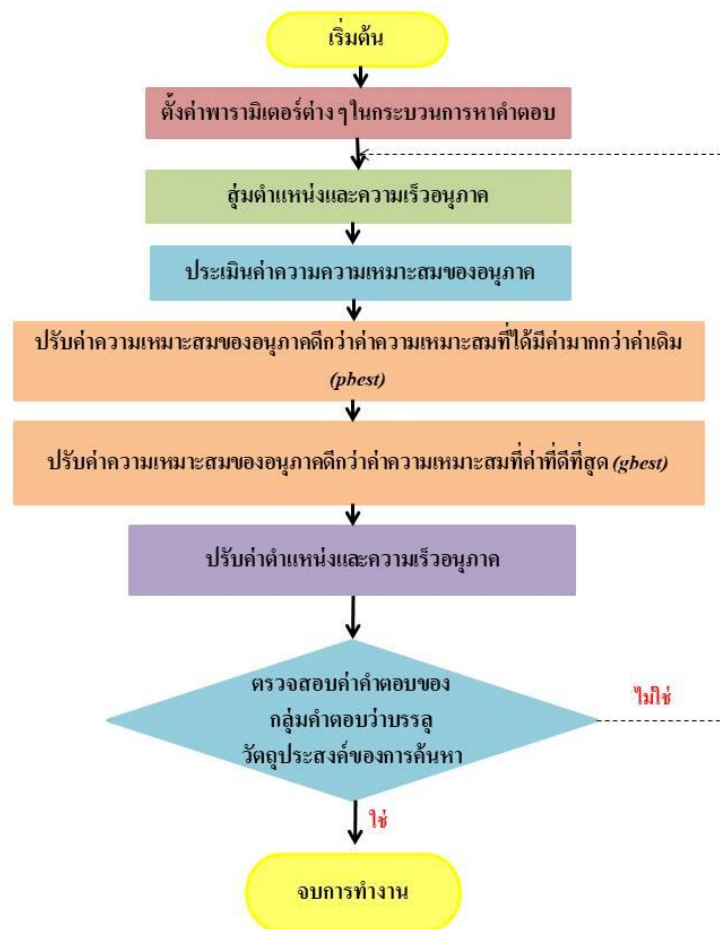 เริ่มต้น
ตั้งค่าพารามิเตอร์ต่าง ๆ ในกระบวนการหาคำตอบ
สุ่มตำแหน่งและความเร็วอนุภาค
ประเมินค่าความความเหมาะสมของอนุภาค
ปรับค่าความเหมาะสมของอนุภาคดีกว่าค่าความเหมาะสมที่ได้มีค่ามากกว่าค่าเดิม
(pbest)
ปรับค่าความเหมาะสมของอนุภาคดีกว่าค่าความเหมาะสมที่ค่าที่ดีที่สุด (gbest)
ปรับค่าตำแหน่งและความเร็วอนุภาค
ตรวจสอบค่าคำตอบของ
กลุ่มคำตอบว่าบรรลุ
วัตถุประสงค์ของการค้นหา
ไม่ใช่
ใช่
จบการทำงาน